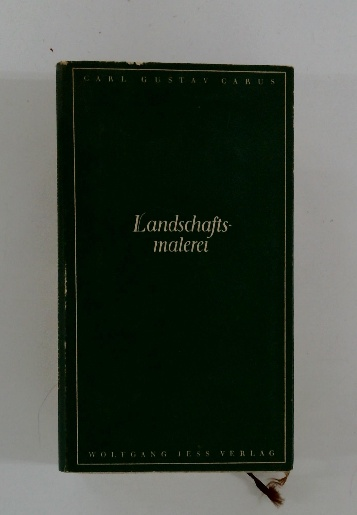 CARL GUSTAV CARUS
Landschafts-
malerei
WOLFGANG JESS VERLAG